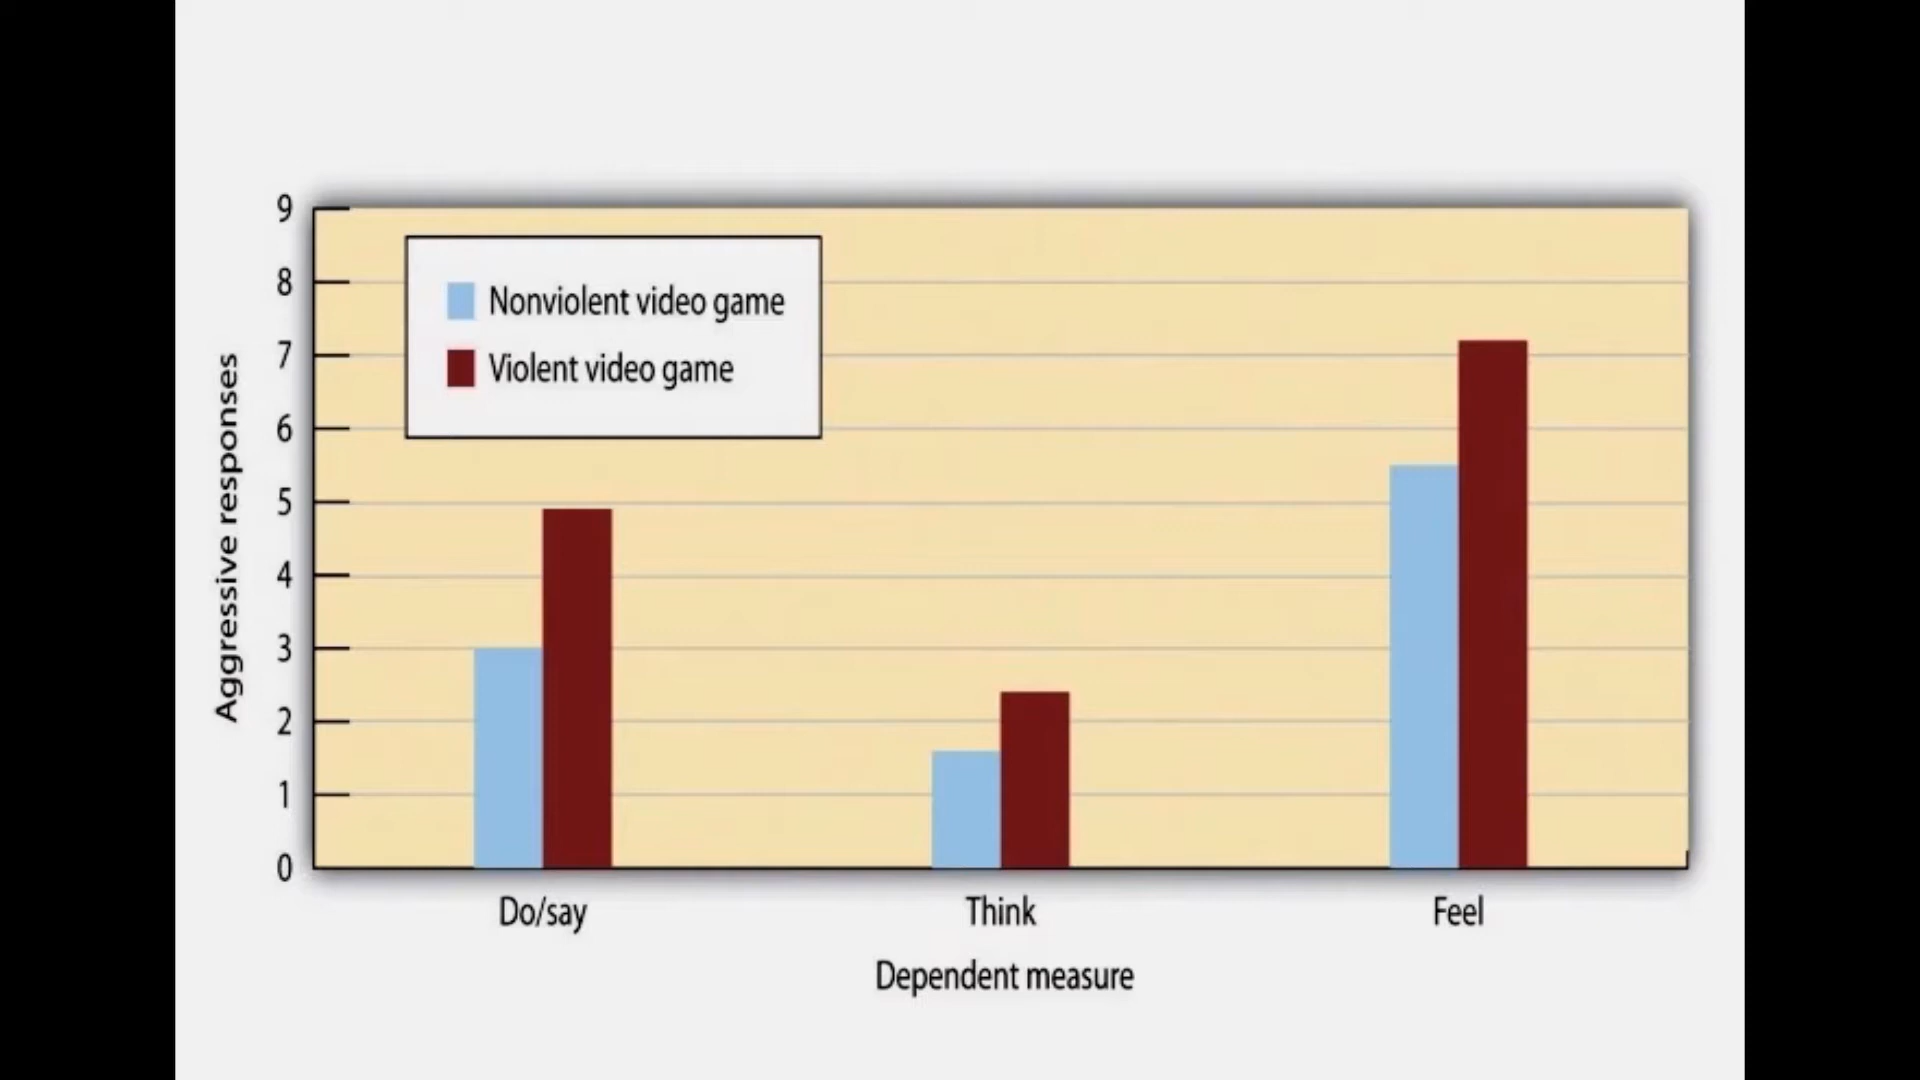 9
8
7
6
5
4
3
2
1
0
Aggressive responses
Nonviolent video game
Violent video game
Do/say
Think
Feel
Dependent measure